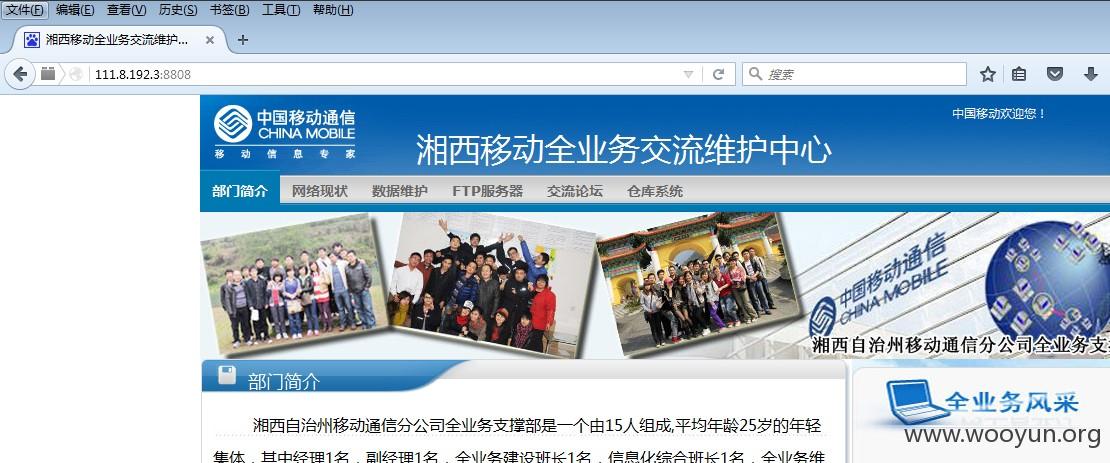 文件(F) 编辑(E) 查看(V) 历史(S) 书签(B) 工具(T) 帮助(H)
湘西移动全业务交流维护... × +
111.8.192.3:8808 搜索
中国移动通信
CHINA MOBILE
移动信息专家
中国移动欢迎您！
湘西移动全业务交流维护中心
部门简介 网络现状 数据维护 FTP服务器 交流论坛 仓库系统
中国移动通信
CHINA MOBILE
湘西自治州移动通信分公司全业务支
部门简介
全业务风采
湘西自治州移动通信分公司全业务支撑部是一个由15人组成,平均年龄25岁的年轻
集体，其中经理1名，副经理1名，全业务建设班长1名，信息化综合班长1名，全业务维
www.wooyun.org